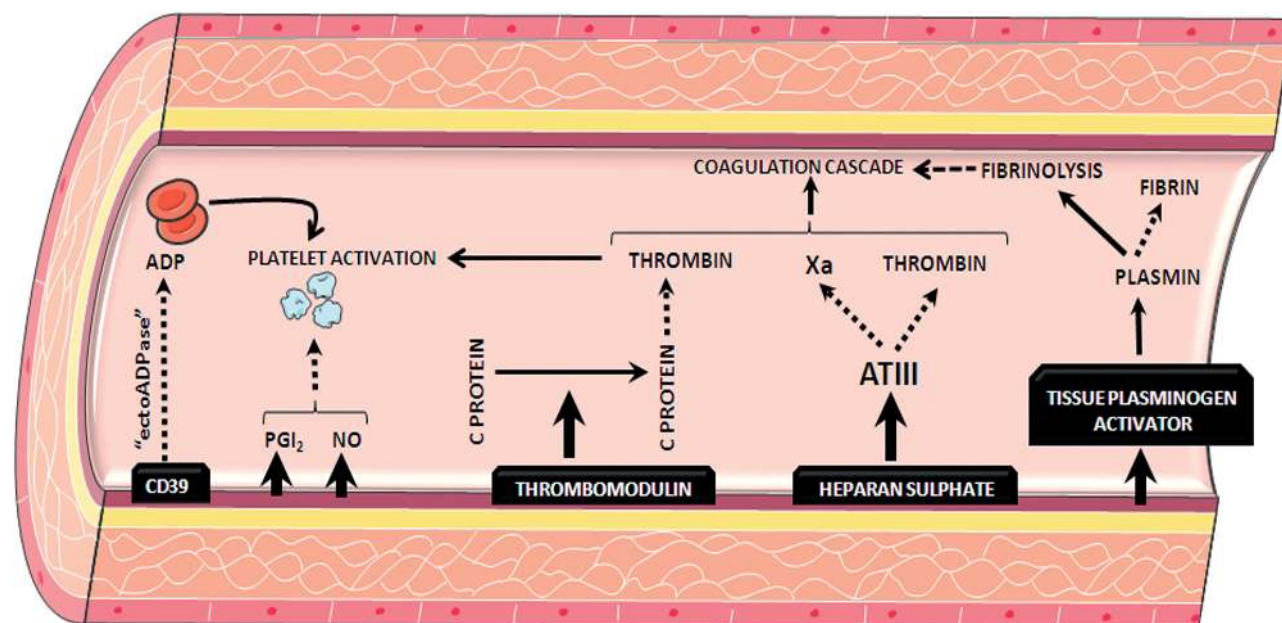 COAGULATION CASCADE
FIBRINOLYSIS
FIBRIN
ADP
PLATELET ACTIVATION
THROMBIN
Xa
THROMBIN
PLASMIN
"ectoADPase"
C PROTEIN
C PROTEIN
ATIII
TISSUE PLASMINOGEN
ACTIVATOR
PGI₂
NO
CD39
THROMBOMODULIN
HEPARAN SULPHATE